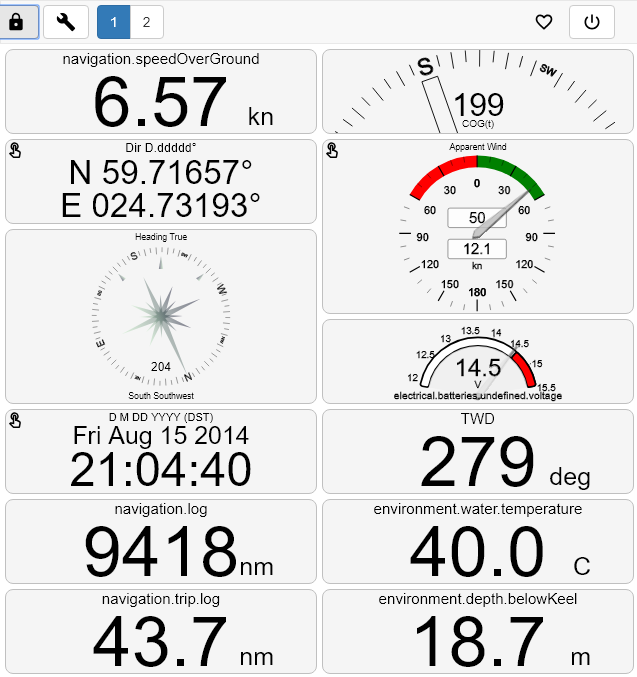 1 2
navigation.speedOverGround
6.57 kn
S SW
199
COG(t)
Dir D.ddddd°
N 59.71657°
E 024.73193°
Apparent Wind
30 0 30
60 60
50
90 90
12.1
kn
120 120
150 150
180
Heading True
S
W
E
N
204
South Southwest
12 12.5 13 13.5 14 14.5 15 15.5
14.5
V
electrical.batteries.undefined.voltage
D M DD YYYY (DST)
Fri Aug 15 2014
21:04:40
TWD
279 deg
navigation.log
9418 nm
environment.water.temperature
40.0 C
navigation.trip.log
43.7 nm
environment.depth.belowKeel
18.7 m